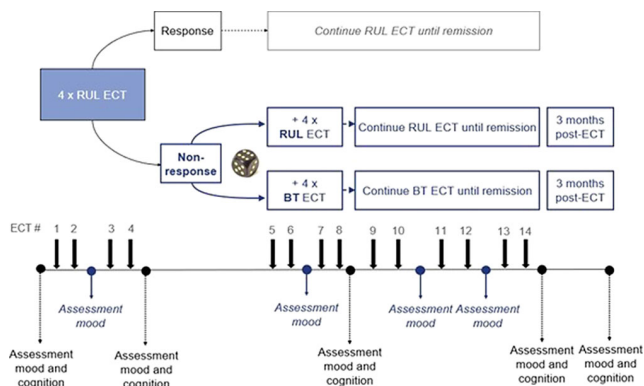 Response
Continue RUL ECT until remission
4 x RUL ECT
+ 4x
RUL ECT
Continue RUL ECT until remission
3 months
post-ECT
Non-
response
+ 4x
BT ECT
Continue BT ECT until remission
3 months
post-ECT
ECT # 1 2 3 4 5 6 7 8 9 10 11 12 13 14
Assessment
mood
Assessment
mood
Assessment
mood
Assessment
mood
Assessment
mood and
cognition
Assessment
mood and
cognition
Assessment
mood and
cognition
Assessment
mood and
cognition
Assessment
mood and
cognition